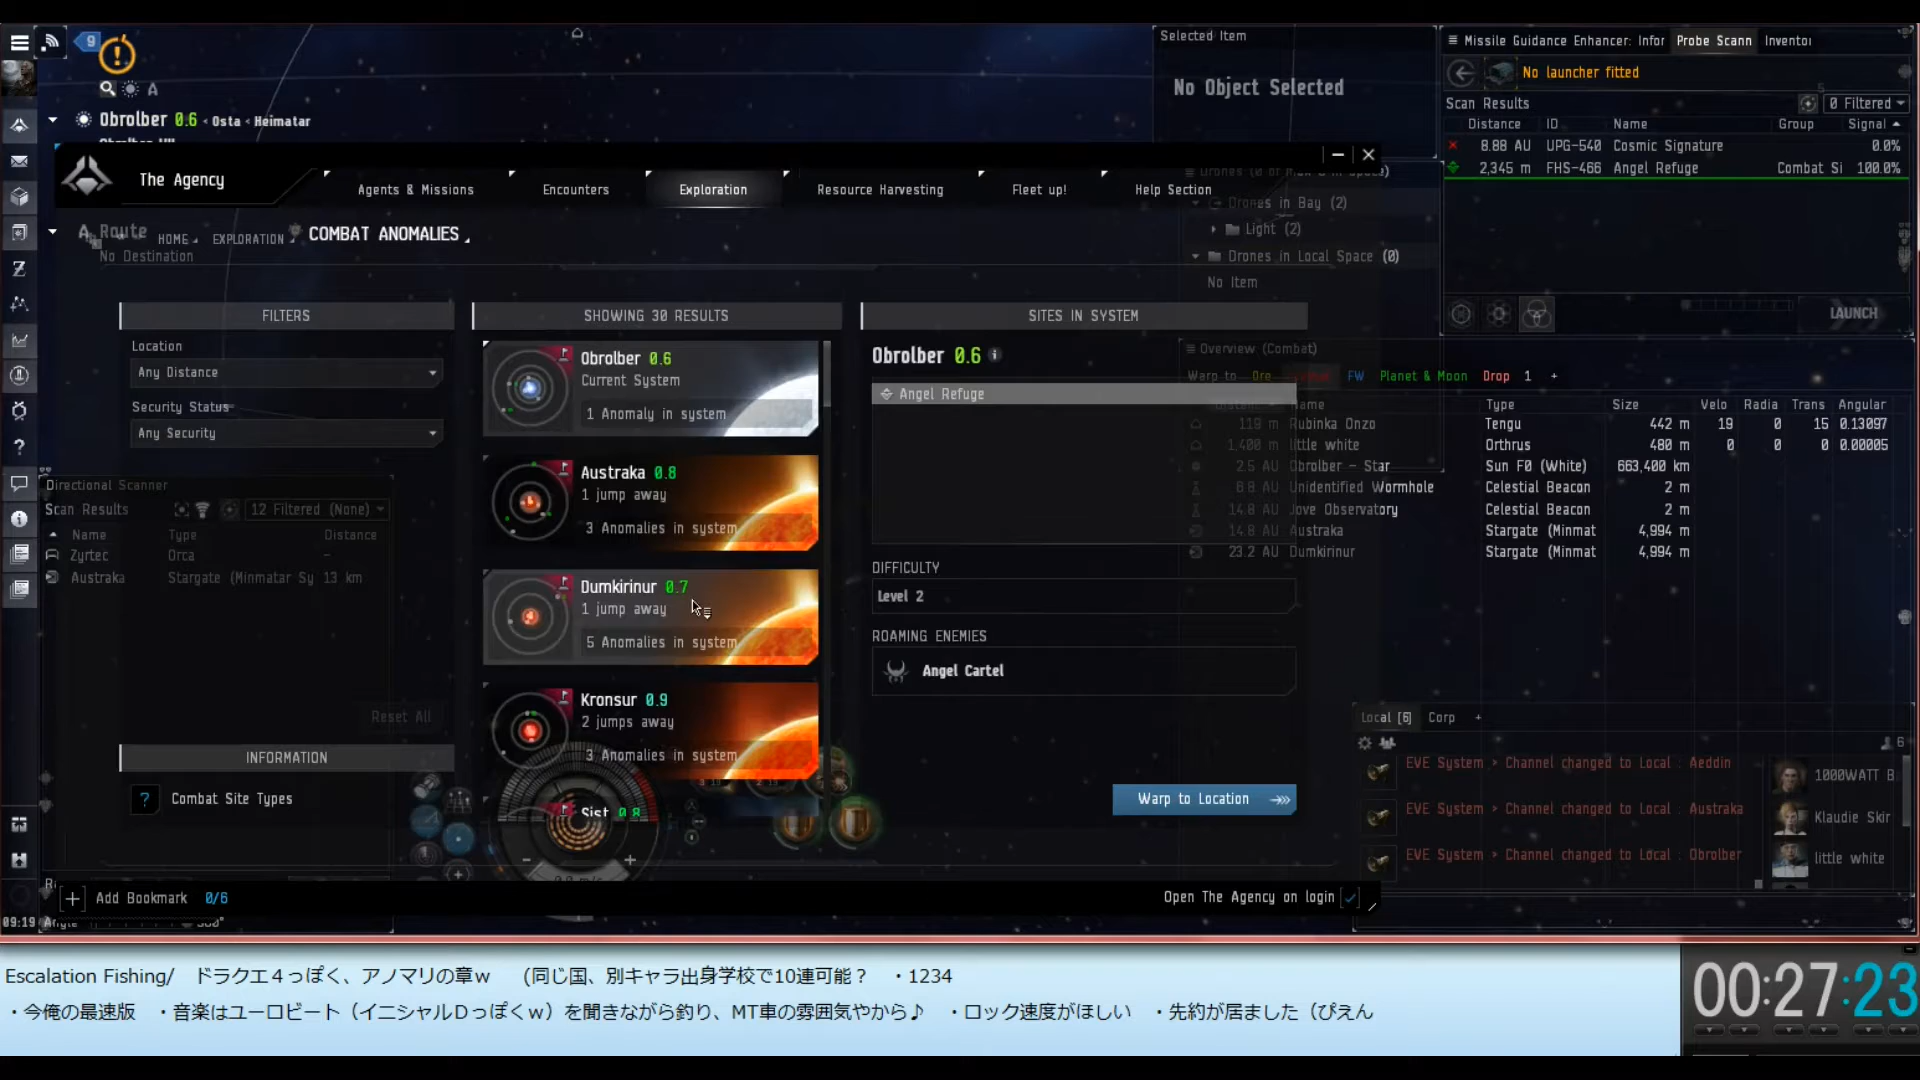 9
Selected Item
No Object Selected
Missile Guidance Enhancer: Infor
Probe Scann
Inventor
No launcher fitted
Scan Results
0 Filtered
Distance ID Name Group Signal
8.88 AU UPG-540 Cosmic Signature 0.0%
2,345 m FHS-466 Angel Refuge Combat Si 100.0%
LAUNCH
Obrolber 0.6 < Osta < Heimatar
The Agency
Agents & Missions
Encounters
Exploration
Resource Harvesting
Fleet up!
Help Section
Drones in Bay (2)
Light (2)
Drones in Local Space (0)
No Item
Route
No Destination
HOME
EXPLORATION
COMBAT ANOMALIES
FILTERS
Location
Any Distance
Security Status
Any Security
Directional Scanner
Scan Results
12 Filtered (None)
Name Type Distance
Zyrtec Orca -
Austraka Stargate (Minmatar Sy 13 km
Reset All
INFORMATION
Combat Site Types
SHOWING 30 RESULTS
Obrolber 0.6
Current System
1 Anomaly in system
Austraka 0.8
1 jump away
3 Anomalies in system
Dumkirinur 0.7
1 jump away
5 Anomalies in system
Kronsur 0.9
2 jumps away
3 Anomalies in system
Sist 0.8
SITES IN SYSTEM
Obrolber 0.6
Angel Refuge
DIFFICULTY
Level 2
ROAMING ENEMIES
Angel Cartel
Warp to Location
Overview (Combat)
Warp to Ore FW Planet & Moon Drop 1 +
Name Type Size Velo Radia Trans Angular
119 m Rubinka Onzo Tengu 442 m 19 0 15 0.13097
1,400 m little white Orthrus 480 m 0 0 0 0.00005
2.5 AU Obrolber - Star Sun F0 (White) 663,400 km
6.8 AU Unidentified Wormhole Celestial Beacon 2 m
14.8 AU Jove Observatory Celestial Beacon 2 m
14.8 AU Austraka Stargate (Minmat 4,994 m
23.2 AU Dumkirinur Stargate (Minmat 4,994 m
Local [6] Corp +
6
EVE System > Channel changed to Local : Aeddin
EVE System > Channel changed to Local : Austraka
EVE System > Channel changed to Local : Obrolber
1000WATT B
Klaudie Skir
little white
Add Bookmark 0/6
Open The Agency on login
09:19
Escalation Fishing/ ドラクエ４っぽく、アノマリの章ｗ (同じ国、別キャラ出身学校で10連可能？ ・1234
・今俺の最速版 ・音楽はユーロビート（イニシャルＤっぽくｗ）を聞きながら釣り、MT車の雰囲気やから♪ ・ロック速度がほしい ・先約が居ました（ぴえん
00:27:23